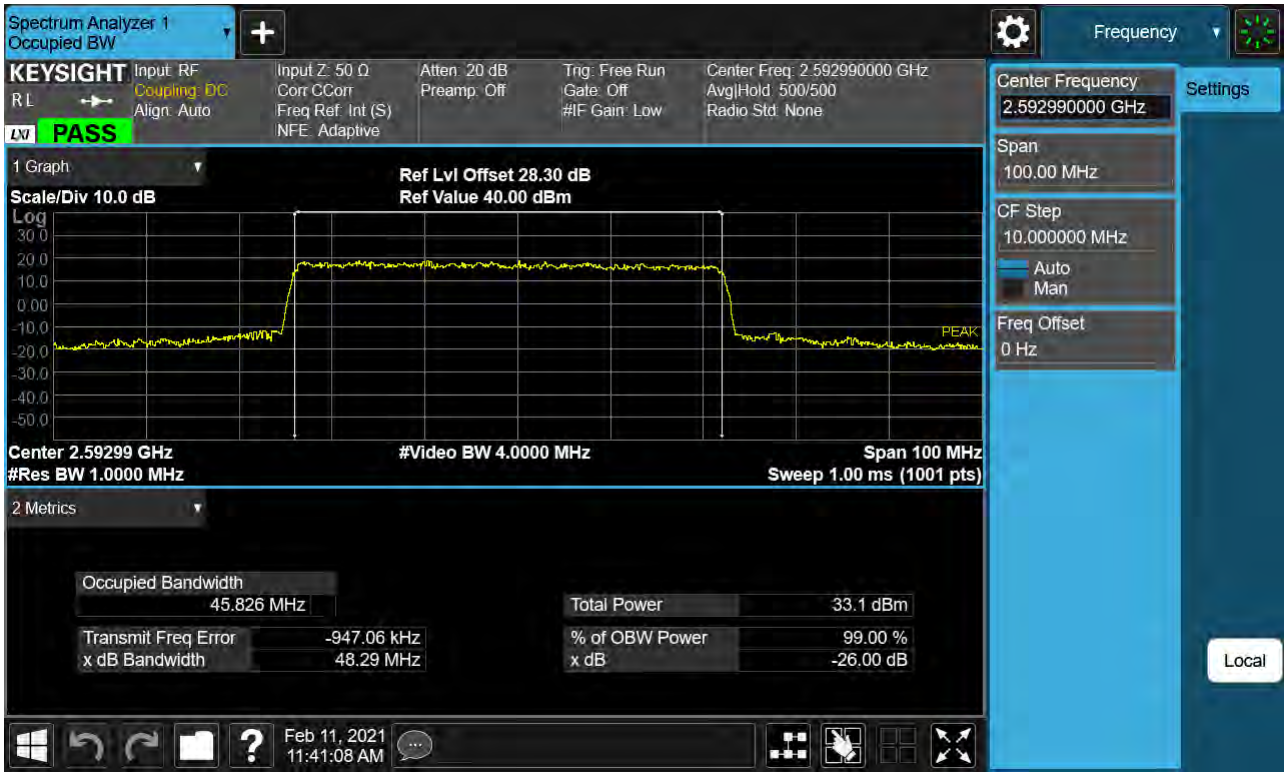 Spectrum Analyzer 1
Occupied BW
+
Frequency
KEYSIGHT
R L
LXI
PASS
Input: RF
Coupling: DC
Align: Auto
Input Z: 50 Ω
Corr CCorr
Freq Ref: Int (S)
NFE: Adaptive
Atten: 20 dB
Preamp: Off
Trig: Free Run
Gate: Off
#IF Gain: Low
Center Freq: 2.592990000 GHz
Avg|Hold: 500/500
Radio Std: None
Center Frequency
2.592990000 GHz
Settings
Span
100.00 MHz
CF Step
10.000000 MHz
Auto
Man
Freq Offset
0 Hz
Local
1 Graph
Scale/Div 10.0 dB
Ref Lvl Offset 28.30 dB
Ref Value 40.00 dBm
Log
30.0
20.0
10.0
0.00
-10.0
-20.0
-30.0
-40.0
-50.0
PEAK
Center 2.59299 GHz
#Res BW 1.0000 MHz
#Video BW 4.0000 MHz
Span 100 MHz
Sweep 1.00 ms (1001 pts)
2 Metrics
Occupied Bandwidth
45.826 MHz
Transmit Freq Error -947.06 kHz
x dB Bandwidth 48.29 MHz
Total Power 33.1 dBm
% of OBW Power 99.00 %
x dB -26.00 dB
?
Feb 11, 2021
11:41:08 AM